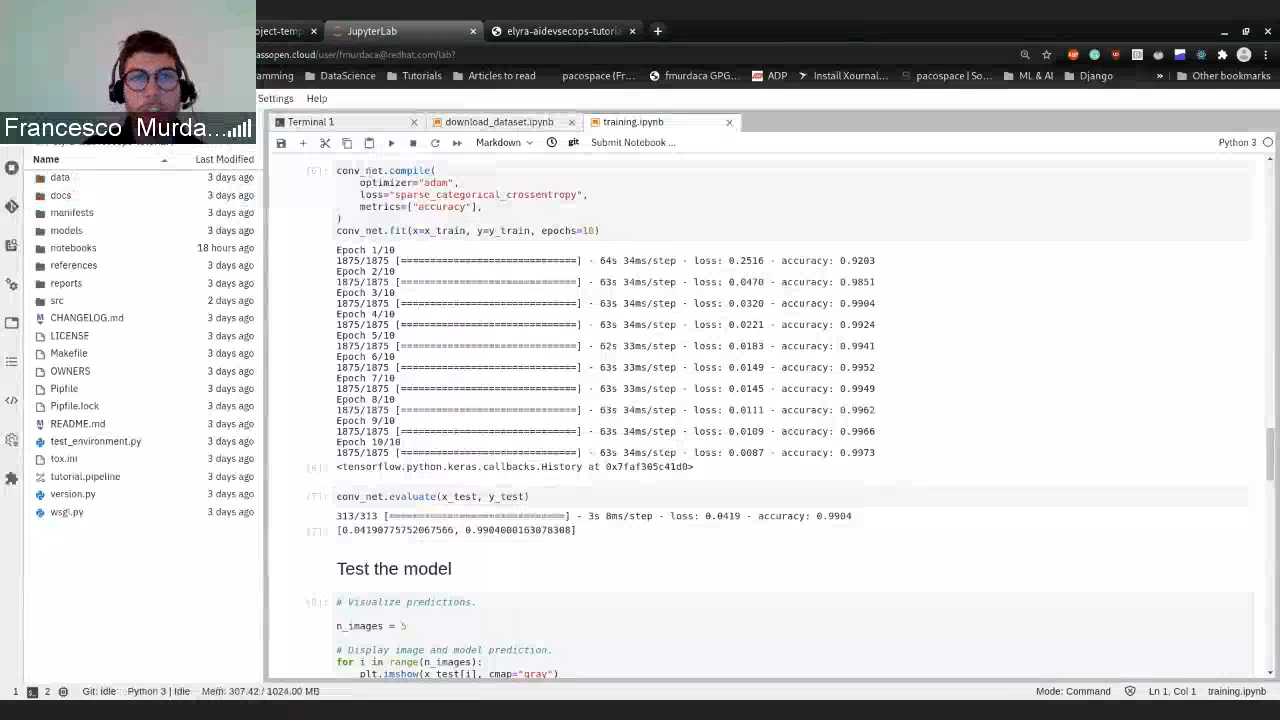 oject-temp
JupyterLab
elyra-aidevsecops-tutoria
assopen.cloud/user/fmurdaca@redhat.com/lab?
amming
DataScience
Tutorials
Articles to read
pacospace (Fr...
fmurdaca GPG...
ADP
Install Xournal...
pacospace | So...
ML & AI
Django
»
Other bookmarks
Francesco Murda...
Settings Help
Terminal 1
download_dataset.ipynb
training.ipynb
Markdown
git
Submit Notebook ...
Python 3
Name Last Modified
data 3 days ago
docs 3 days ago
manifests 3 days ago
models 3 days ago
notebooks 18 hours ago
references 3 days ago
reports 3 days ago
src 2 days ago
CHANGELOG.md 3 days ago
LICENSE 3 days ago
Makefile 3 days ago
OWNERS 3 days ago
Pipfile 3 days ago
Pipfile.lock 3 days ago
README.md 3 days ago
test_environment.py 3 days ago
tox.ini 3 days ago
tutorial.pipeline 3 days ago
version.py 3 days ago
wsgi.py 3 days ago
[6]: conv_net.compile(
optimizer="adam",
loss="sparse_categorical_crossentropy",
metrics=["accuracy"],
)
conv_net.fit(x=x_train, y=y_train, epochs=10)
Epoch 1/10
1875/1875 [==============================] - 64s 34ms/step - loss: 0.2516 - accuracy: 0.9203
Epoch 2/10
1875/1875 [==============================] - 63s 34ms/step - loss: 0.0470 - accuracy: 0.9851
Epoch 3/10
1875/1875 [==============================] - 63s 34ms/step - loss: 0.0320 - accuracy: 0.9904
Epoch 4/10
1875/1875 [==============================] - 63s 34ms/step - loss: 0.0221 - accuracy: 0.9924
Epoch 5/10
1875/1875 [==============================] - 62s 33ms/step - loss: 0.0183 - accuracy: 0.9941
Epoch 6/10
1875/1875 [==============================] - 63s 33ms/step - loss: 0.0149 - accuracy: 0.9952
Epoch 7/10
1875/1875 [==============================] - 63s 33ms/step - loss: 0.0145 - accuracy: 0.9949
Epoch 8/10
1875/1875 [==============================] - 63s 34ms/step - loss: 0.0111 - accuracy: 0.9962
Epoch 9/10
1875/1875 [==============================] - 63s 34ms/step - loss: 0.0109 - accuracy: 0.9966
Epoch 10/10
1875/1875 [==============================] - 63s 34ms/step - loss: 0.0087 - accuracy: 0.9973
[6]: <tensorflow.python.keras.callbacks.History at 0x7faf305c41d0>
[7]: conv_net.evaluate(x_test, y_test)
313/313 [==============================] - 3s 8ms/step - loss: 0.0419 - accuracy: 0.9904
[7]: [0.04190775752067566, 0.9904000163078308]
Test the model
[8]: # Visualize predictions.
n_images = 5
# Display image and model prediction.
for i in range(n_images):
plt.imshow(x_test[i], cmap="gray")
1 2 Git: idle Python 3 | Idle Mem: 307.42 / 1024.00 MB Mode: Command Ln 1, Col 1 training.ipynb